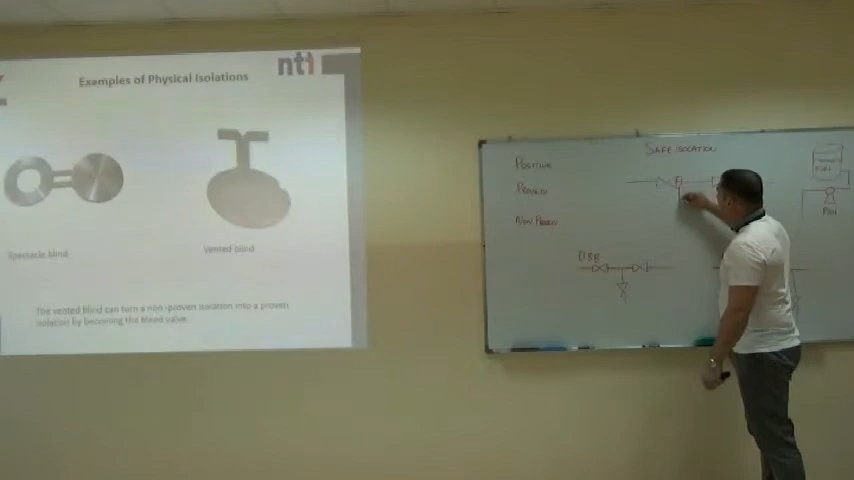 Examples of Physical Isolations
nti
Spectacle blind
Vented blind
The vented blind can turn a non-proven isolation into a proven
isolation by becoming the bleed valve.
SAFE ISOLATION
POSITIVE
PROVEN
NON PROVEN
DBB